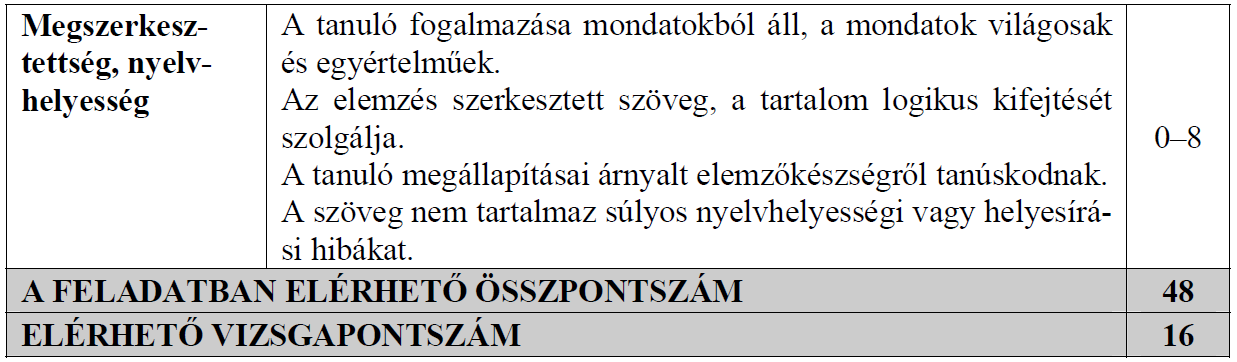 Megszerkesz-
tettség, nyelv-
helyesség
A tanuló fogalmazása mondatokból áll, a mondatok világosak
és egyértelműek.
Az elemzés szerkesztett szöveg, a tartalom logikus kifejtését
szolgálja.
A tanuló megállapításai árnyalt elemzőkészségről tanúskodnak.
A szöveg nem tartalmaz súlyos nyelvhelyességi vagy helyesírá-
si hibákat.
0–8
A FELADATBAN ELÉRHETŐ ÖSSZPONTSZÁM 48
ELÉRHETŐ VIZSGAPONTSZÁM 16